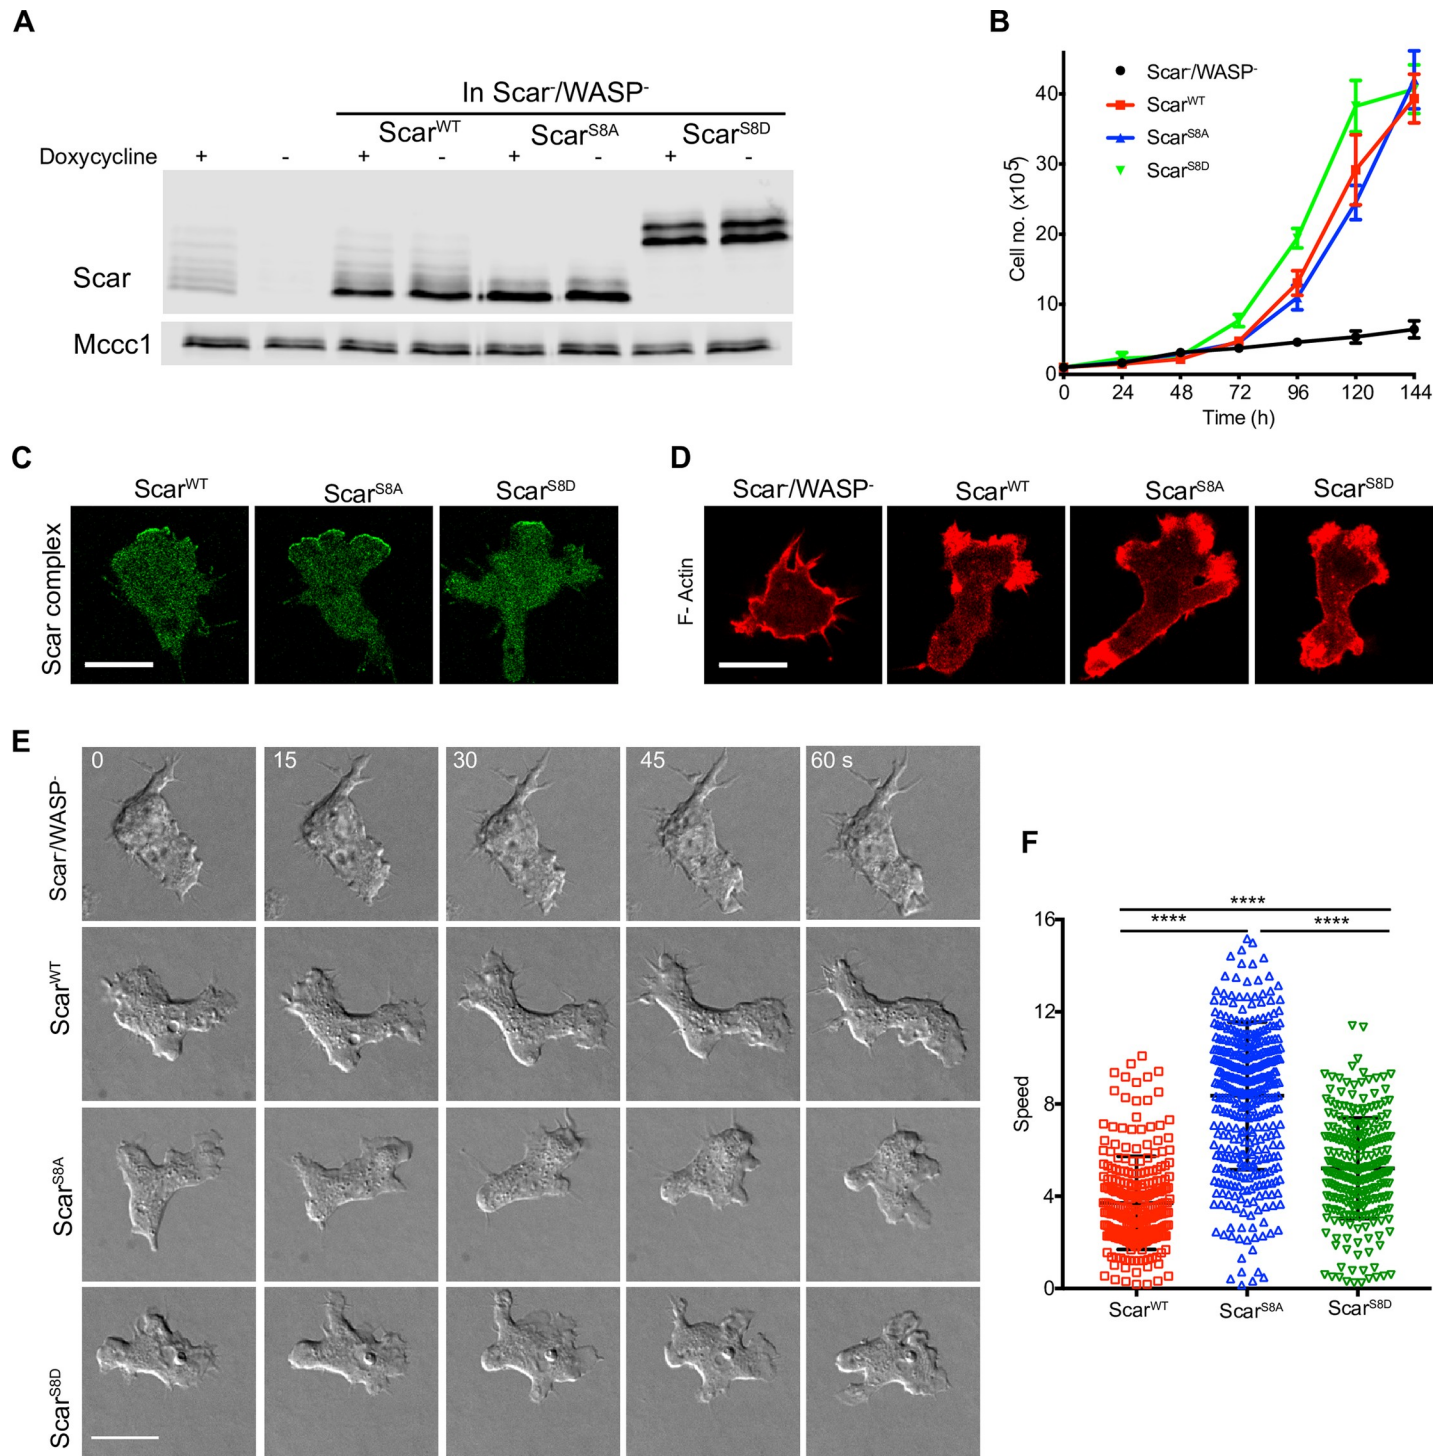 A
In Scar⁻/WASP⁻
Scar^WT Scar^S8A Scar^S8D
Doxycycline + - + - + - + -
Scar
Mccc1
B
Scar⁻/WASP⁻
Scar^WT
Scar^S8A
Scar^S8D
Cell no. (x10⁵)
40
30
20
10
0
0 24 48 72 96 120 144
Time (h)
C
Scar^WT Scar^S8A Scar^S8D
Scar complex
D
Scar⁻/WASP⁻ Scar^WT Scar^S8A Scar^S8D
F- Actin
E
0 15 30 45 60 s
Scar⁻/WASP⁻
Scar^WT
Scar^S8A
Scar^S8D
F
****
**** ****
Speed
16
12
8
4
0
Scar^WT Scar^S8A Scar^S8D